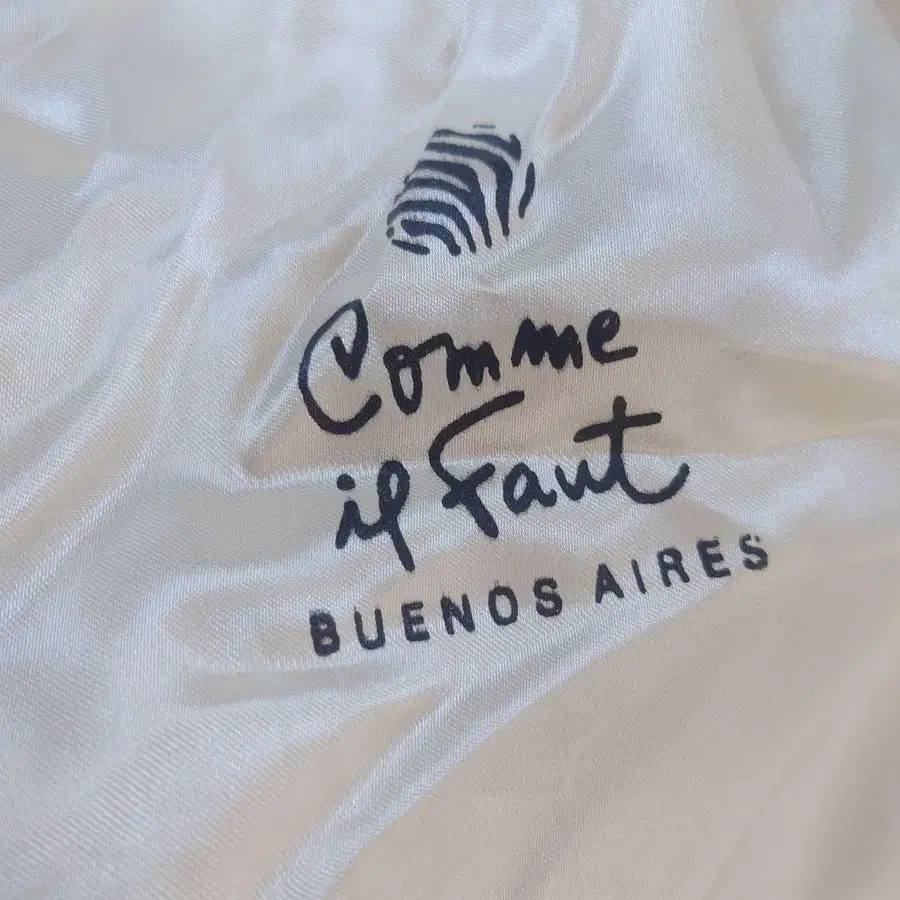 Comme
il Faut
BUENOS AIRES